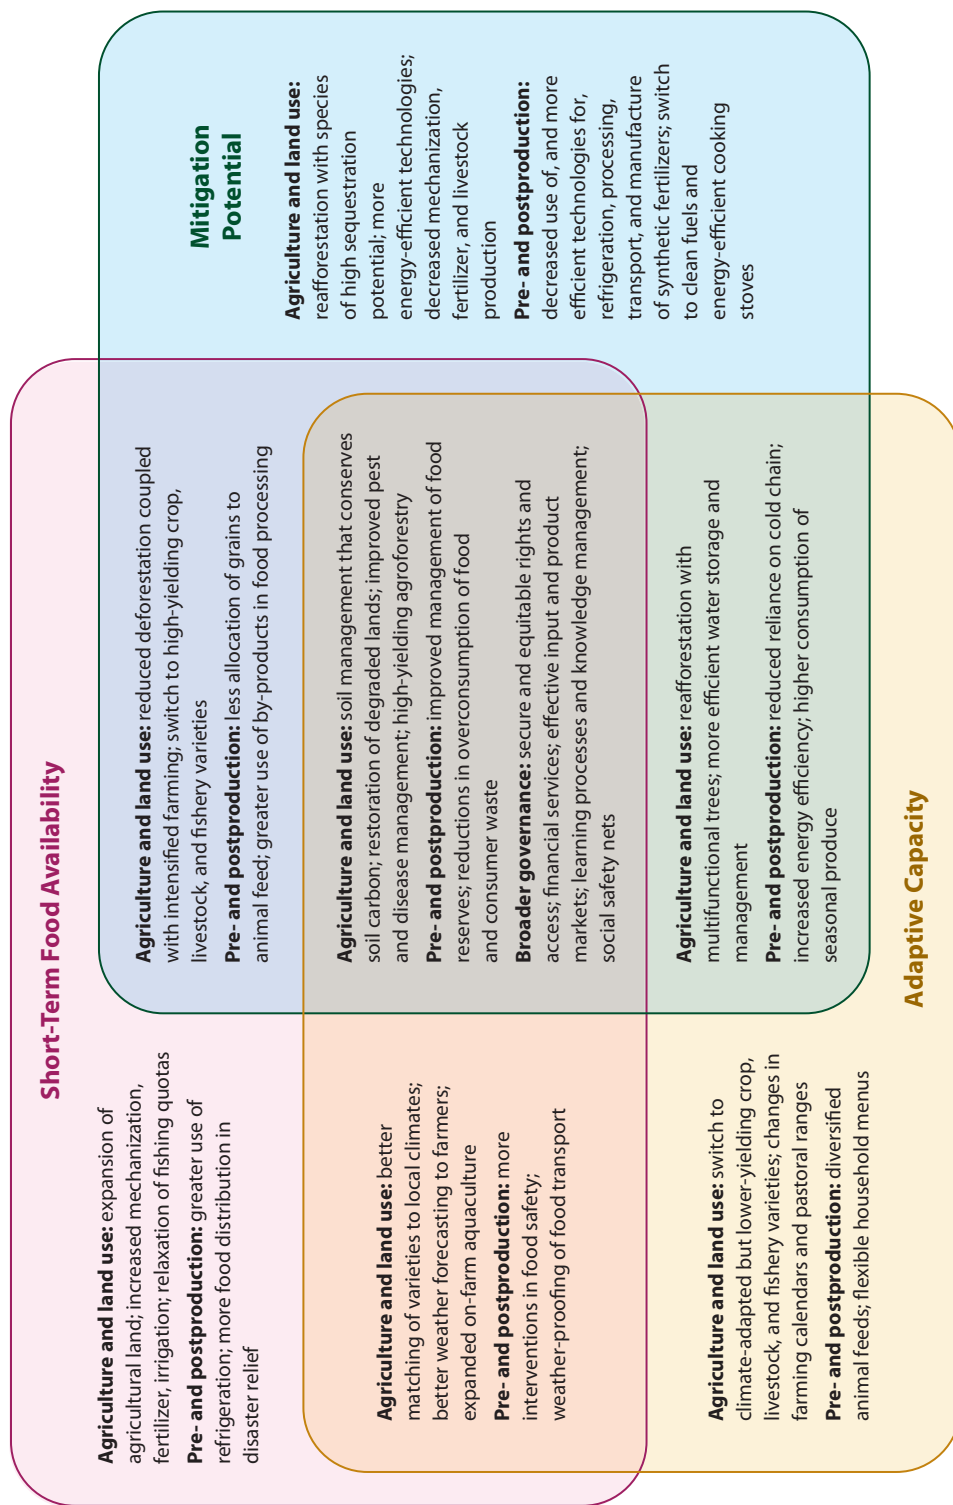 Short-Term Food Availability
Agriculture and land use: expansion of
agricultural land; increased mechanization,
fertilizer, irrigation; relaxation of fishing quotas
Pre- and postproduction: greater use of
refrigeration; more food distribution in
disaster relief
Agriculture and land use: reduced deforestation coupled
with intensified farming; switch to high-yielding crop,
livestock, and fishery varieties
Pre- and postproduction: less allocation of grains to
animal feed; greater use of by-products in food processing
Mitigation
Potential
Agriculture and land use:
reafforestation with species
of high sequestration
potential; more
energy-efficient technologies;
decreased mechanization,
fertilizer, and livestock
production
Pre- and postproduction:
decreased use of, and more
efficient technologies for,
refrigeration, processing,
transport, and manufacture
of synthetic fertilizers; switch
to clean fuels and
energy-efficient cooking
stoves
Agriculture and land use: better
matching of varieties to local climates;
better weather forecasting to farmers;
expanded on-farm aquaculture
Pre- and postproduction: more
interventions in food safety;
weather-proofing of food transport
Agriculture and land use: soil management that conserves
soil carbon; restoration of degraded lands; improved pest
and disease management; high-yielding agroforestry
Pre- and postproduction: improved management of food
reserves; reductions in overconsumption of food
and consumer waste
Broader governance: secure and equitable rights and
access; financial services; effective input and product
markets; learning processes and knowledge management;
social safety nets
Agriculture and land use: switch to
climate-adapted but lower-yielding crop,
livestock, and fishery varieties; changes in
farming calendars and pastoral ranges
Pre- and postproduction: diversified
animal feeds; flexible household menus
Agriculture and land use: reafforestation with
multifunctional trees; more efficient water storage and
management
Pre- and postproduction: reduced reliance on cold chain;
increased energy efficiency; higher consumption of
seasonal produce
Adaptive Capacity